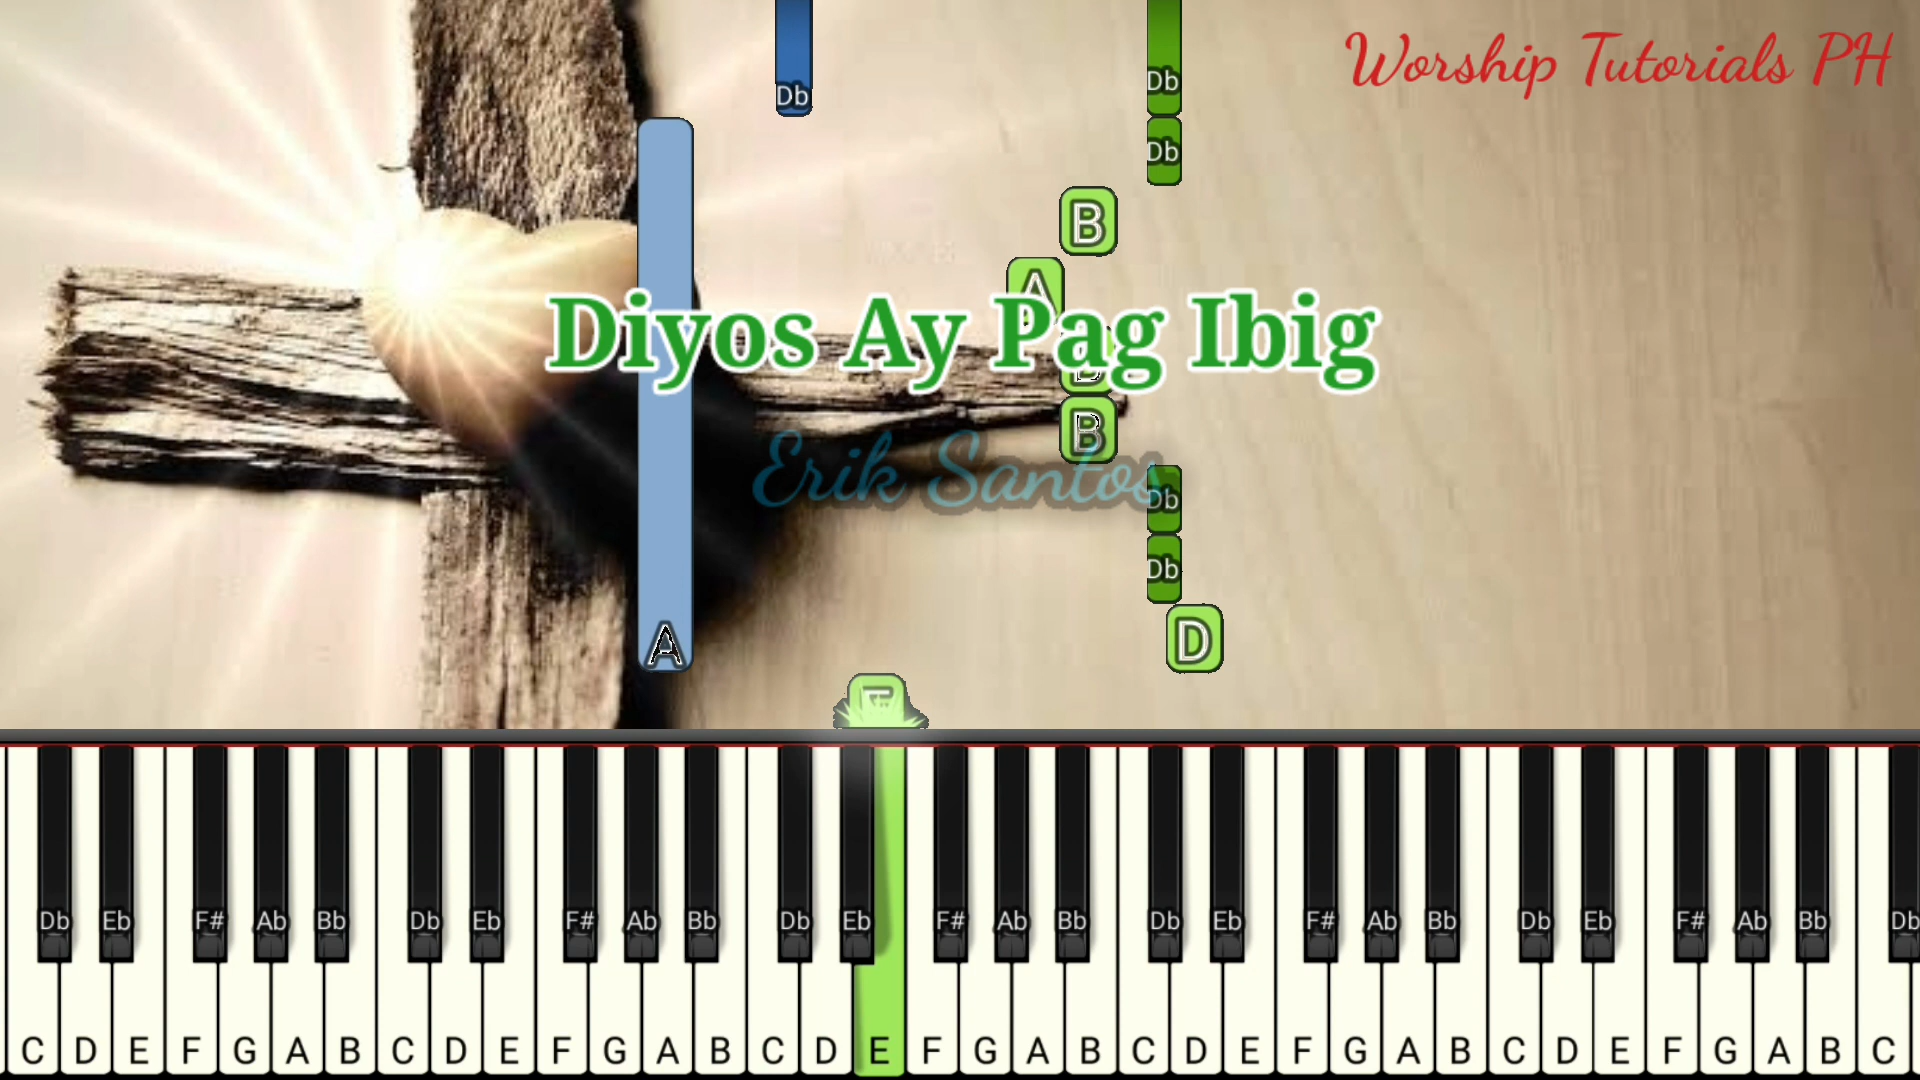 Worship Tutorials PH
Db Db
Db
B
A
Diyos Ay Pag Ibig
B
B
Erik Santos
Db
Db
D
A
E
Db Eb F# Ab Bb Db Eb F# Ab Bb Db Eb F# Ab Bb Db Eb F# Ab Bb Db Eb F# Ab Bb Db
C D E F G A B C D E F G A B C D E F G A B C D E F G A B C D E F G A B C